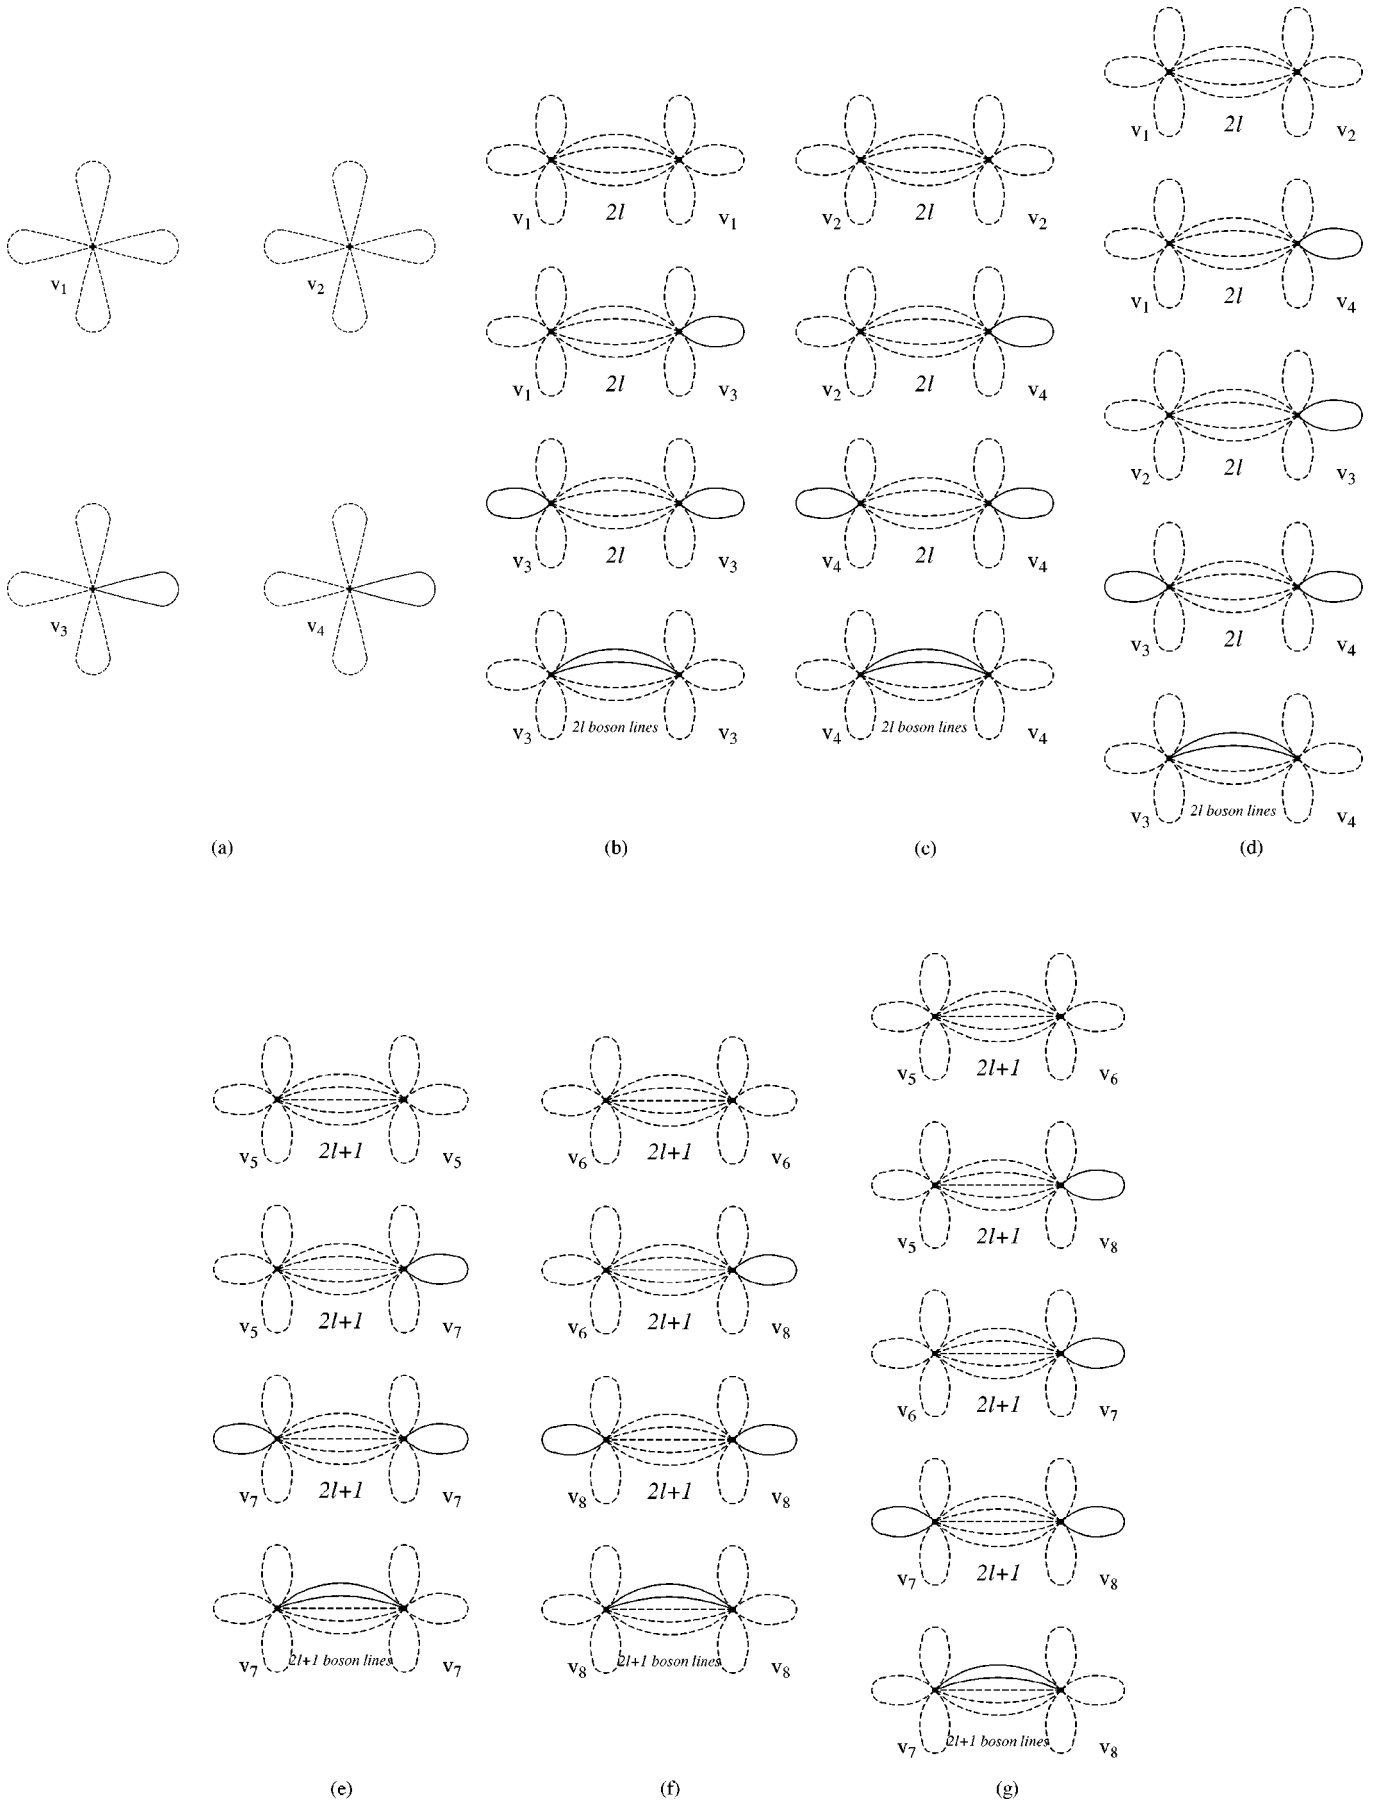 v1 v2
v3 v4
(a)
2l
v1 v1
2l
v1 v3
2l
v3 v3
2l boson lines
v3 v3
(b)
2l
v2 v2
2l
v2 v4
2l
v4 v4
2l boson lines
v4 v4
(c)
2l
v1 v2
2l
v1 v4
2l
v2 v3
2l
v3 v4
2l boson lines
v3 v4
(d)
2l+1
v5 v5
2l+1
v5 v7
2l+1
v7 v7
2l+1 boson lines
v7 v7
(e)
2l+1
v6 v6
2l+1
v6 v8
2l+1
v8 v8
2l+1 boson lines
v8 v8
(f)
2l+1
v5 v6
2l+1
v5 v8
2l+1
v6 v7
2l+1
v7 v8
2l+1 boson lines
v7 v8
(g)